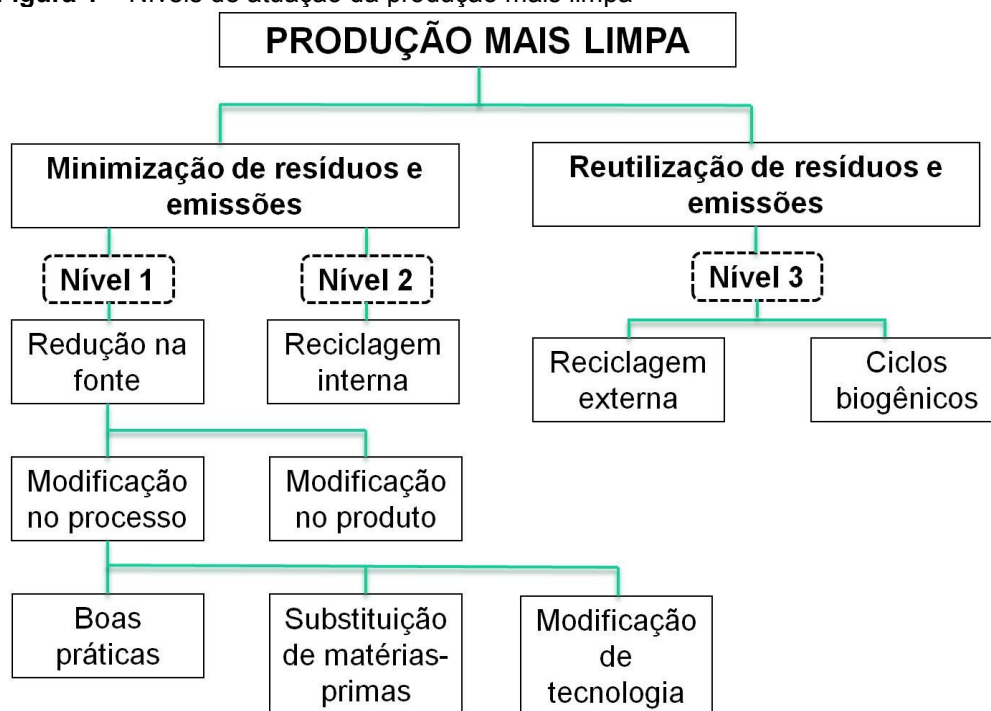 Níveis de atuação da produção mais limpa
PRODUÇÃO MAIS LIMPA
Minimização de resíduos e
emissões
Reutilização de resíduos e
emissões
Nível 1
Nível 2
Nível 3
Redução na
fonte
Reciclagem
interna
Reciclagem
externa
Ciclos
biogênicos
Modificação
no processo
Modificação
no produto
Boas
práticas
Substituição
de matérias-
primas
Modificação
de
tecnologia